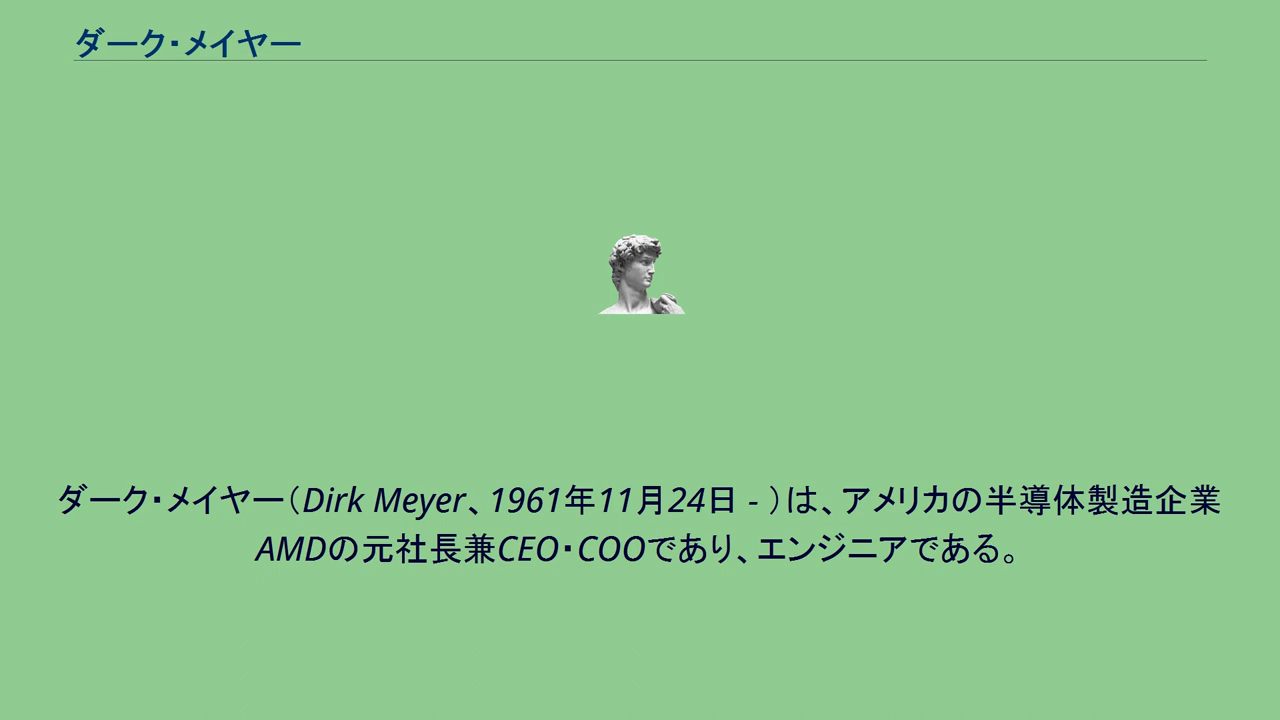 ダーク・メイヤー
ダーク・メイヤー（Dirk Meyer、1961年11月24日 - ）は、アメリカの半導体製造企業
AMDの元社長兼CEO・COOであり、エンジニアである。